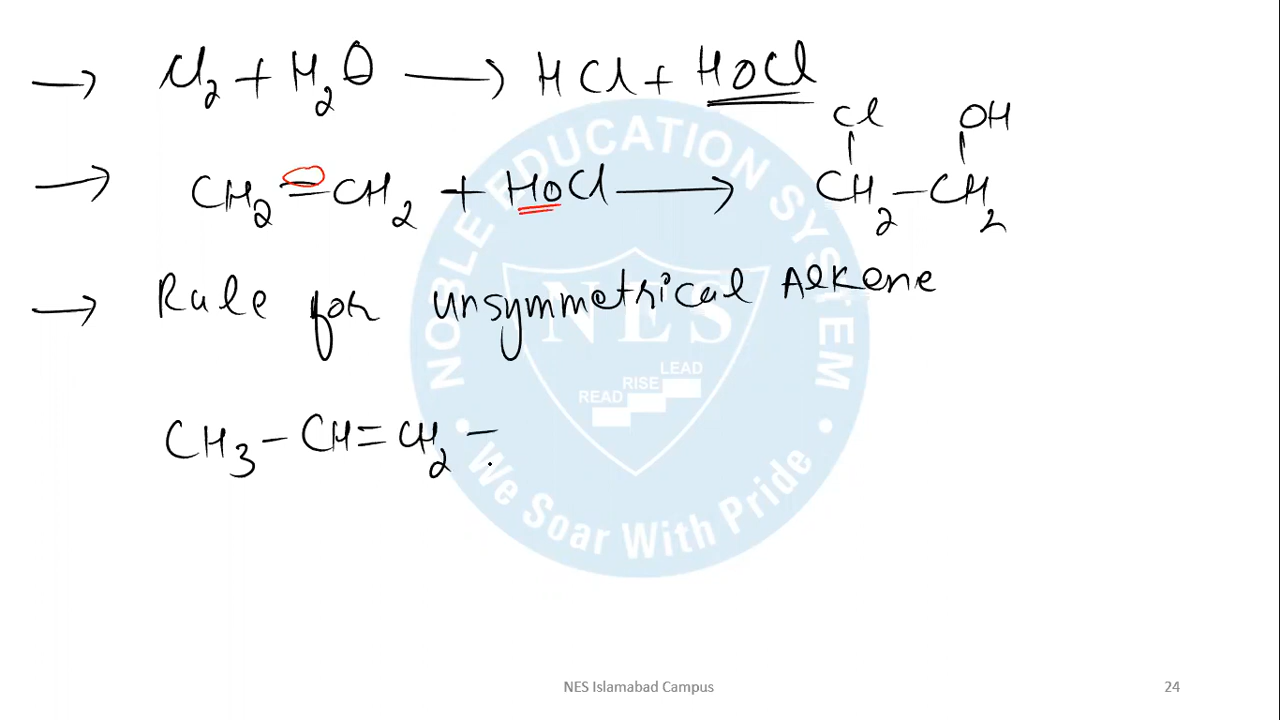 → Cl₂ + H₂O → HCl + HOCl
Cl OH
→ CH₂ = CH₂ + HOCl → CH₂ – CH₂
→ Rule for unsymmetrical Alkene
CH₃ – CH = CH₂ –
NOBLE EDUCATION SYSTEM
NES
LEAD
RISE
READ
• We Soar With Pride •
NES Islamabad Campus
24